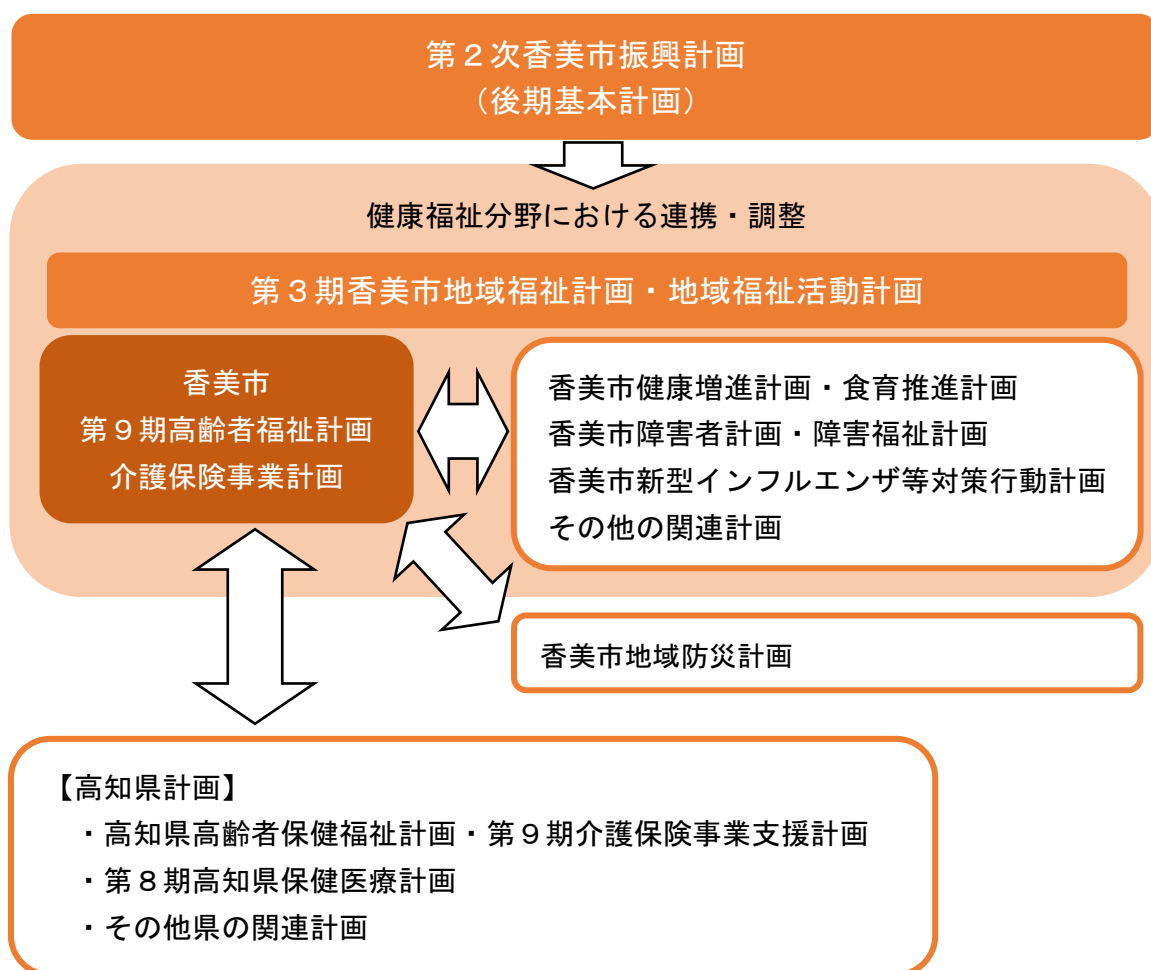 第２次香美市振興計画
（後期基本計画）
健康福祉分野における連携・調整
第３期香美市地域福祉計画・地域福祉活動計画
香美市
第９期高齢者福祉計画
介護保険事業計画
香美市健康増進計画・食育推進計画
香美市障害者計画・障害福祉計画
香美市新型インフルエンザ等対策行動計画
その他の関連計画
香美市地域防災計画
【高知県計画】
・高知県高齢者保健福祉計画・第９期介護保険事業支援計画
・第８期高知県保健医療計画
・その他県の関連計画